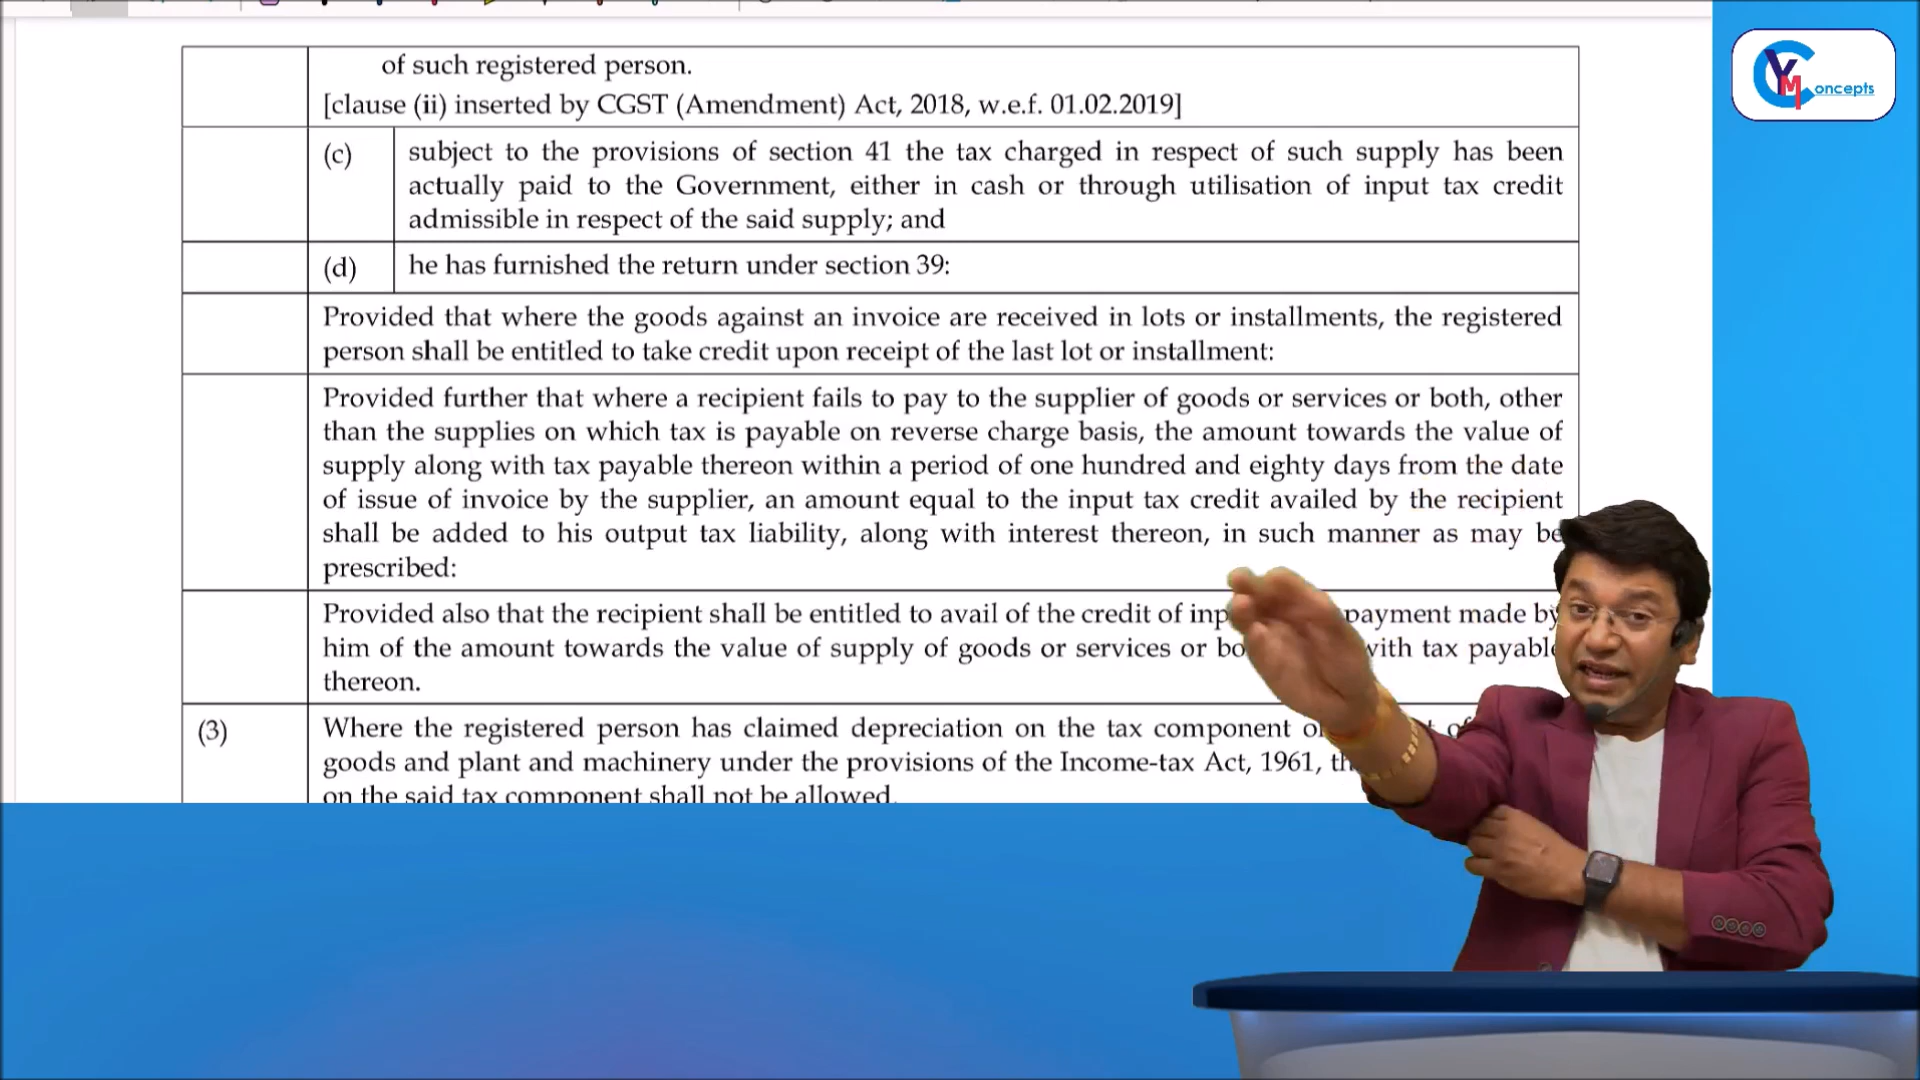 of such registered person.
[clause (ii) inserted by CGST (Amendment) Act, 2018, w.e.f. 01.02.2019]
(c) subject to the provisions of section 41 the tax charged in respect of such supply has been
actually paid to the Government, either in cash or through utilisation of input tax credit
admissible in respect of the said supply; and
(d) he has furnished the return under section 39:
Provided that where the goods against an invoice are received in lots or installments, the registered
person shall be entitled to take credit upon receipt of the last lot or installment:
Provided further that where a recipient fails to pay to the supplier of goods or services or both, other
than the supplies on which tax is payable on reverse charge basis, the amount towards the value of
supply along with tax payable thereon within a period of one hundred and eighty days from the date
of issue of invoice by the supplier, an amount equal to the input tax credit availed by the recipient
shall be added to his output tax liability, along with interest thereon, in such manner as may be
prescribed:
Provided also that the recipient shall be entitled to avail of the credit of payment made by
him of the amount towards the value of supply of goods or services or with tax payable
thereon.
(3) Where the registered person has claimed depreciation on the tax component
goods and plant and machinery under the provisions of the Income-tax Act, 1961,
on the said tax component shall not be allowed.
CYM Concepts